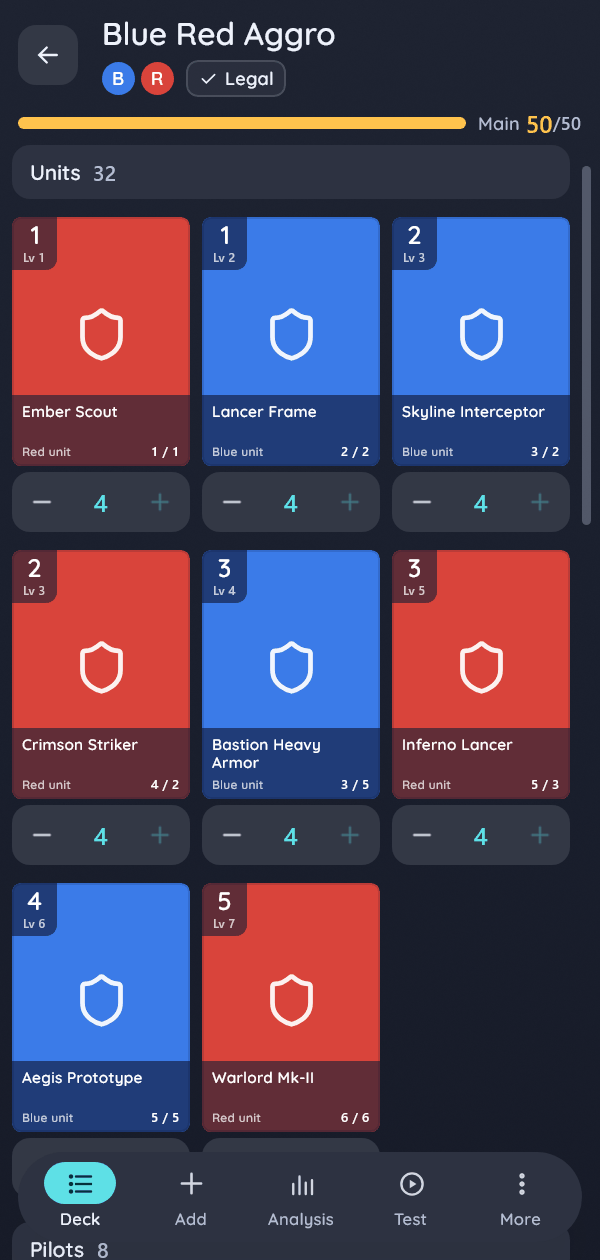 Blue Red Aggro
B R Legal
Main 50/50
Units 32
1
Lv 1
Ember Scout
Red unit 1 / 1
4
1
Lv 2
Lancer Frame
Blue unit 2 / 2
4
2
Lv 3
Skyline Interceptor
Blue unit 3 / 2
4
2
Lv 3
Crimson Striker
Red unit 4 / 2
4
3
Lv 4
Bastion Heavy
Armor
Blue unit 3 / 5
4
3
Lv 5
Inferno Lancer
Red unit 5 / 3
4
4
Lv 6
Aegis Prototype
Blue unit 5 / 5
5
Lv 7
Warlord Mk-II
Red unit 6 / 6
Deck Add Analysis Test More
Pilots 8